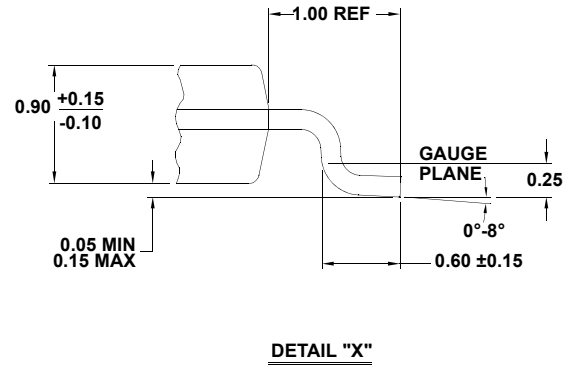 1.00 REF
0.90 +0.15
-0.10
GAUGE
PLANE
0.25
0°-8°
0.05 MIN
0.15 MAX
0.60 ±0.15
DETAIL "X"